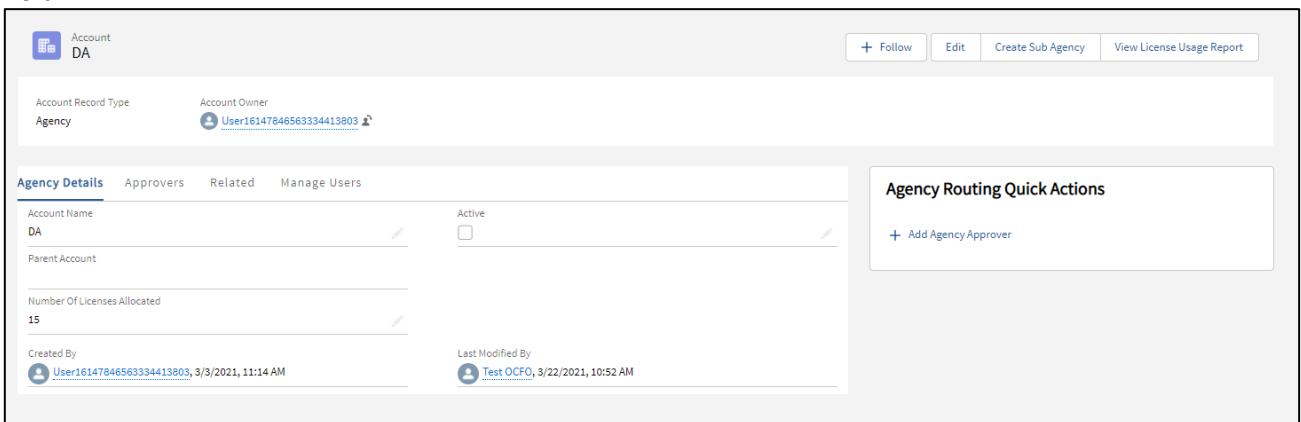 Account
DA
+ Follow Edit Create Sub Agency View License Usage Report
Account Record Type Account Owner
Agency User16147846563334413803
Agency Details Approvers Related Manage Users
Account Name Active
DA
Parent Account
Number Of Licenses Allocated
15
Created By Last Modified By
User16147846563334413803, 3/3/2021, 11:14 AM Test OCFO, 3/22/2021, 10:52 AM
Agency Routing Quick Actions
+ Add Agency Approver